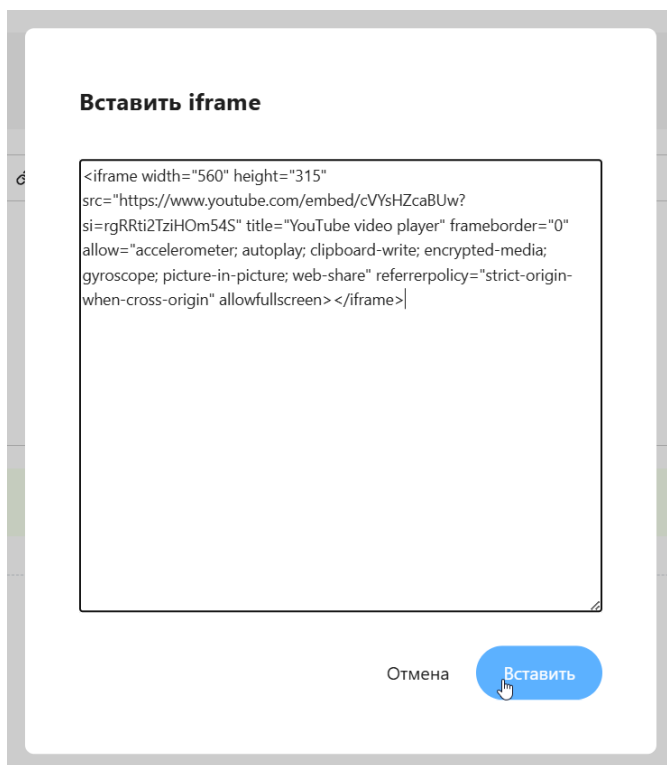 Вставить iframe
<iframe width="560" height="315"
src="https://www.youtube.com/embed/cVYsHZcaBUw?
si=rgRRti2TziHOm54S" title="YouTube video player" frameborder="0"
allow="accelerometer; autoplay; clipboard-write; encrypted-media;
gyroscope; picture-in-picture; web-share" referrerpolicy="strict-origin-
when-cross-origin" allowfullscreen></iframe>
Отмена
Вставить